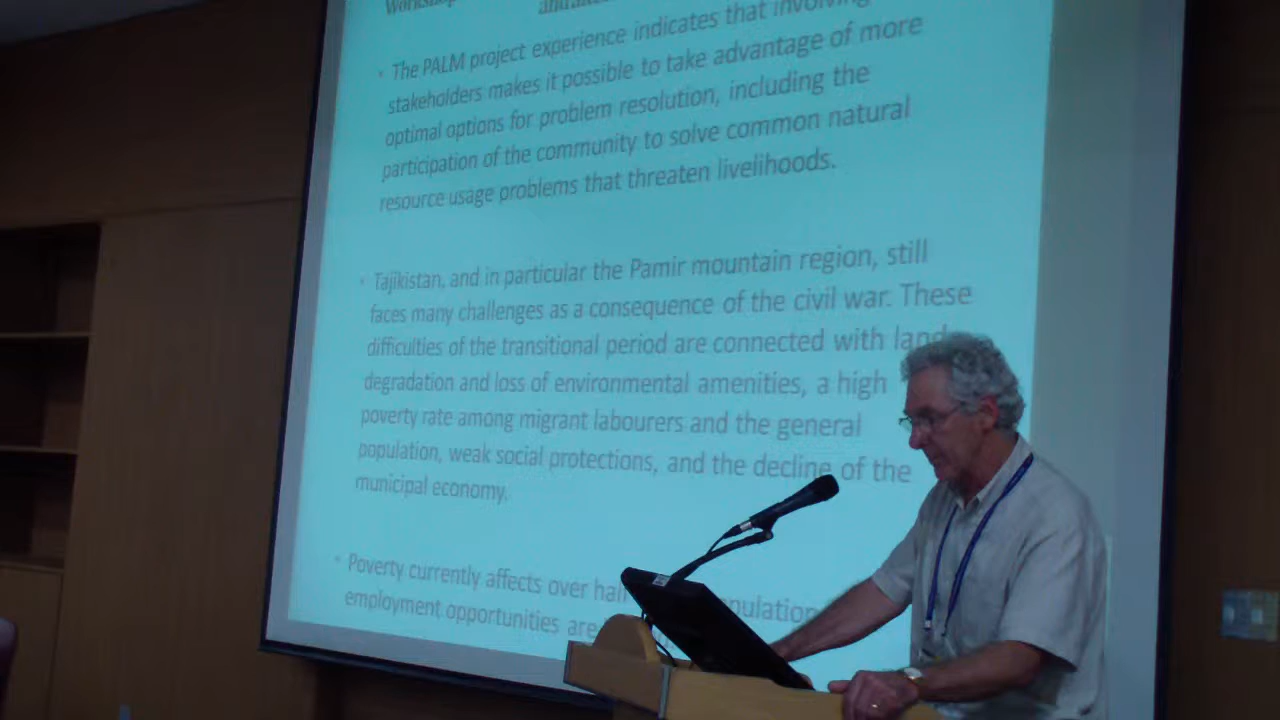 Workshop
• The PALM project experience indicates that involving
stakeholders makes it possible to take advantage of more
optimal options for problem resolution, including the
participation of the community to solve common natural
resource usage problems that threaten livelihoods.
• Tajikistan, and in particular the Pamir mountain region, still
faces many challenges as a consequence of the civil war. These
difficulties of the transitional period are connected with land
degradation and loss of environmental amenities, a high
poverty rate among migrant labourers and the general
population, weak social protections, and the decline of the
municipal economy.
• Poverty currently affects over half
employment opportunities are